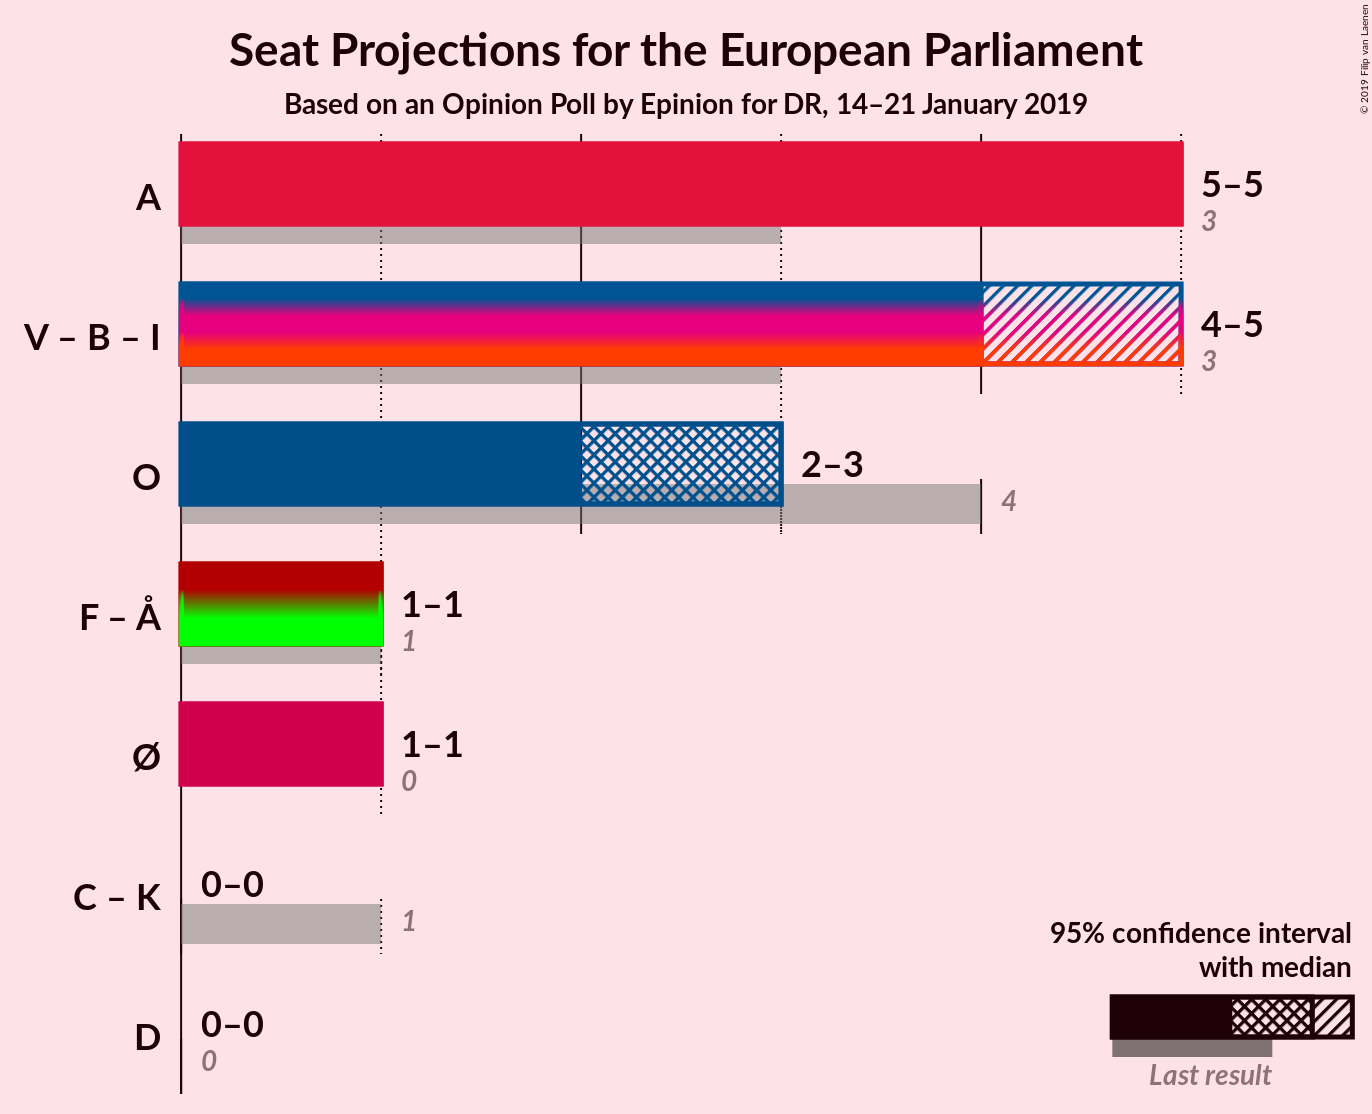 Seat Projections for the European Parliament
Based on an Opinion Poll by Epinion for DR, 14–21 January 2019
© 2019 Filip van Laenen
A
5–5
3
V – B – I
4–5
3
O
2–3
4
F – Å
1–1
1
Ø
1–1
0
C – K
0–0
1
D
0–0
0
95% confidence interval
with median
Last result